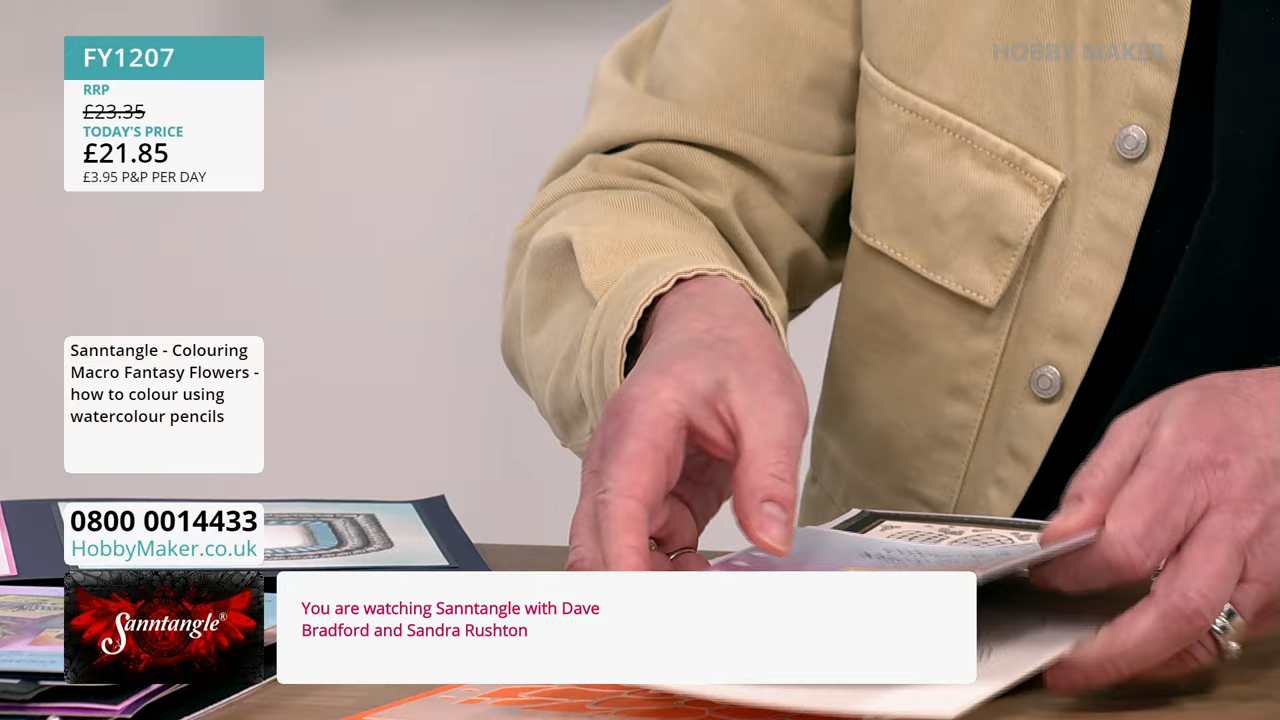 FY1207
RRP
£23.35
TODAY'S PRICE
£21.85
£3.95 P&P PER DAY
HOBBY MAKER
Sanntangle - Colouring
Macro Fantasy Flowers -
how to colour using
watercolour pencils
0800 0014433
HobbyMaker.co.uk
Sanntangle®
You are watching Sanntangle with Dave
Bradford and Sandra Rushton